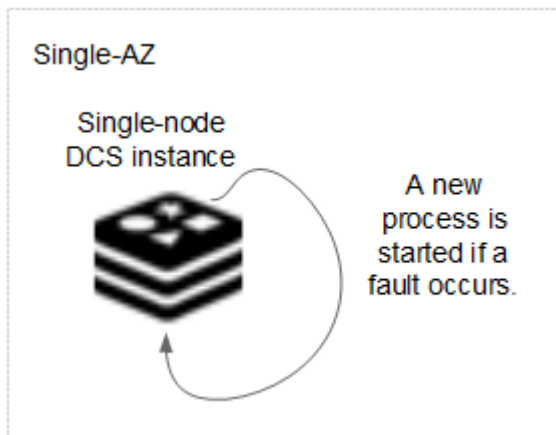 Single-AZ
Single-node
DCS instance
A new
process is
started if a
fault occurs.